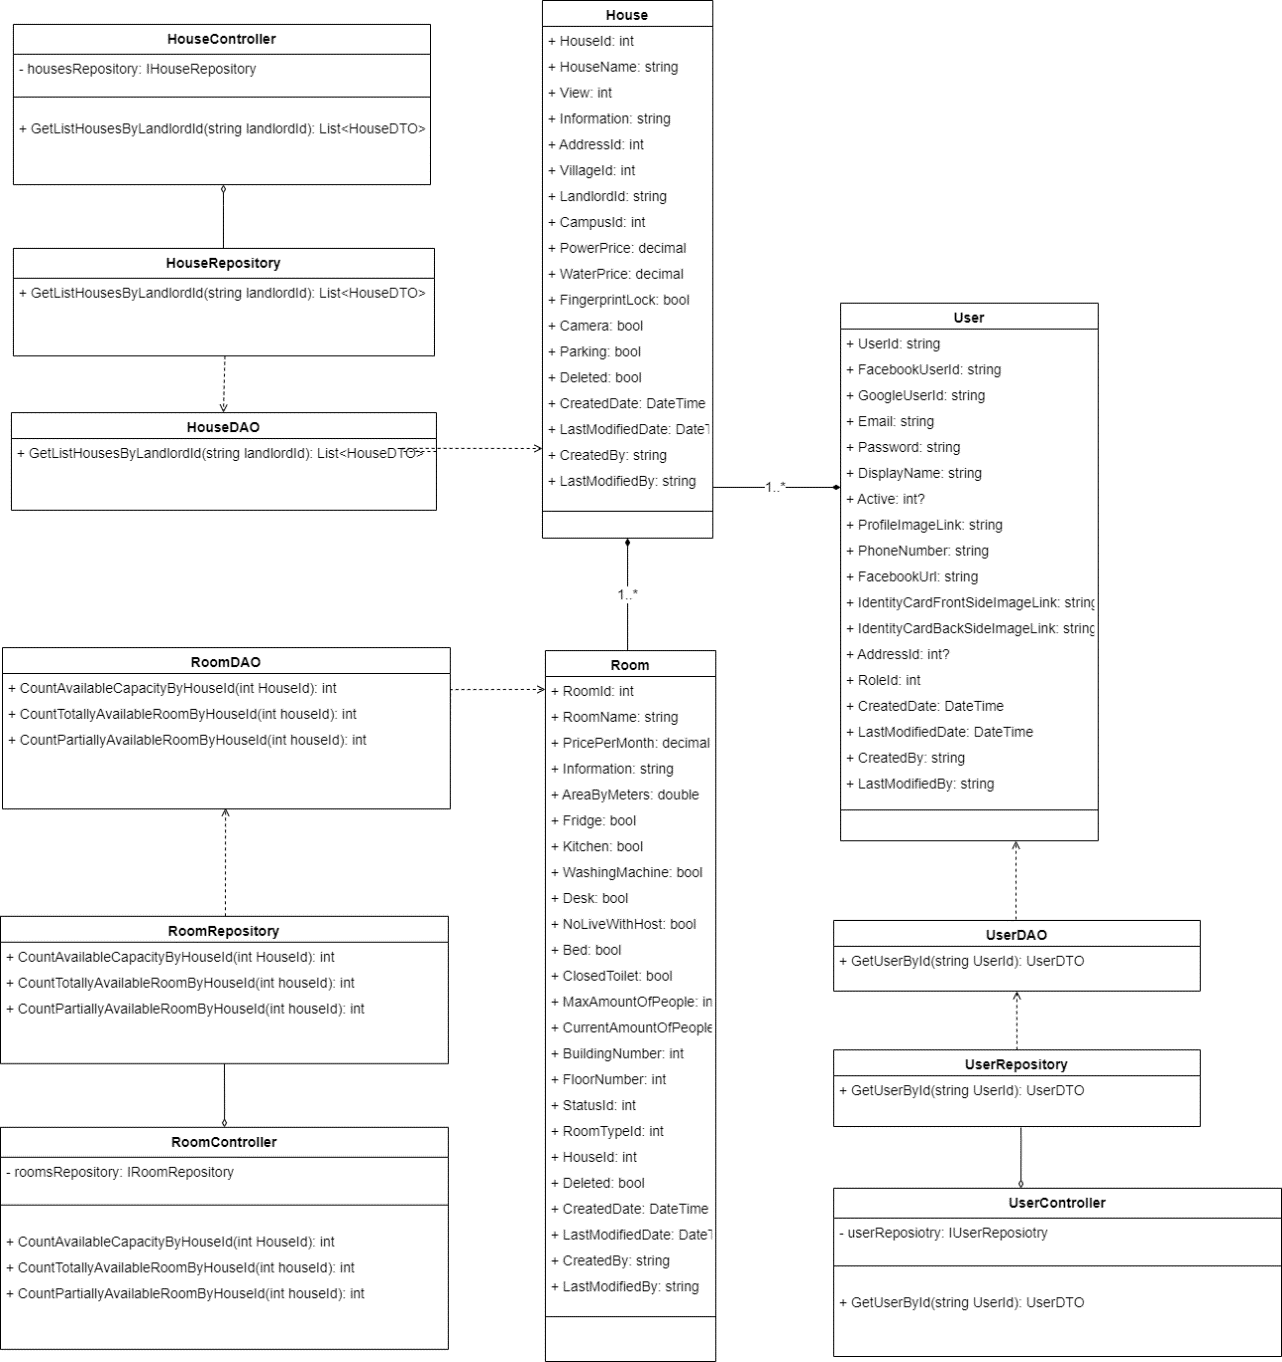 HouseController
- housesRepository: IHouseRepository
+ GetListHousesByLandlordId(string landlordId): List<HouseDTO>
HouseRepository
+ GetListHousesByLandlordId(string landlordId): List<HouseDTO>
HouseDAO
+ GetListHousesByLandlordId(string landlordId): List<HouseDTO>
House
+ HouseId: int
+ HouseName: string
+ View: int
+ Information: string
+ AddressId: int
+ VillageId: int
+ LandlordId: string
+ CampusId: int
+ PowerPrice: decimal
+ WaterPrice: decimal
+ FingerprintLock: bool
+ Camera: bool
+ Parking: bool
+ Deleted: bool
+ CreatedDate: DateTime
+ LastModifiedDate: DateT
+ CreatedBy: string
+ LastModifiedBy: string
1..*
1..*
User
+ UserId: string
+ FacebookUserId: string
+ GoogleUserId: string
+ Email: string
+ Password: string
+ DisplayName: string
+ Active: int?
+ ProfileImageLink: string
+ PhoneNumber: string
+ FacebookUrl: string
+ IdentityCardFrontSideImageLink: string
+ IdentityCardBackSideImageLink: string
+ AddressId: int?
+ RoleId: int
+ CreatedDate: DateTime
+ LastModifiedDate: DateTime
+ CreatedBy: string
+ LastModifiedBy: string
RoomDAO
+ CountAvailableCapacityByHouseId(int HouseId): int
+ CountTotallyAvailableRoomByHouseId(int houseId): int
+ CountPartiallyAvailableRoomByHouseId(int houseId): int
RoomRepository
+ CountAvailableCapacityByHouseId(int HouseId): int
+ CountTotallyAvailableRoomByHouseId(int houseId): int
+ CountPartiallyAvailableRoomByHouseId(int houseId): int
RoomController
- roomsRepository: IRoomRepository
+ CountAvailableCapacityByHouseId(int HouseId): int
+ CountTotallyAvailableRoomByHouseId(int houseId): int
+ CountPartiallyAvailableRoomByHouseId(int houseId): int
Room
+ RoomId: int
+ RoomName: string
+ PricePerMonth: decimal
+ Information: string
+ AreaByMeters: double
+ Fridge: bool
+ Kitchen: bool
+ WashingMachine: bool
+ Desk: bool
+ NoLiveWithHost: bool
+ Bed: bool
+ ClosedToilet: bool
+ MaxAmountOfPeople: in
+ CurrentAmountOfPeople
+ BuildingNumber: int
+ FloorNumber: int
+ StatusId: int
+ RoomTypeId: int
+ HouseId: int
+ Deleted: bool
+ CreatedDate: DateTime
+ LastModifiedDate: DateT
+ CreatedBy: string
+ LastModifiedBy: string
UserDAO
+ GetUserById(string UserId): UserDTO
UserRepository
+ GetUserById(string UserId): UserDTO
UserController
- userReposiotry: IUserReposiotry
+ GetUserById(string UserId): UserDTO